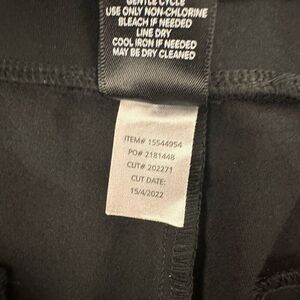 GENTLE CYCLE
USE ONLY NON-CHLORINE
BLEACH IF NEEDED
LINE DRY
COOL IRON IF NEEDED
MAY BE DRY CLEANED
ITEM# 15544954
PO# 2181448
CUT# 202271
CUT DATE:
15/4/2022